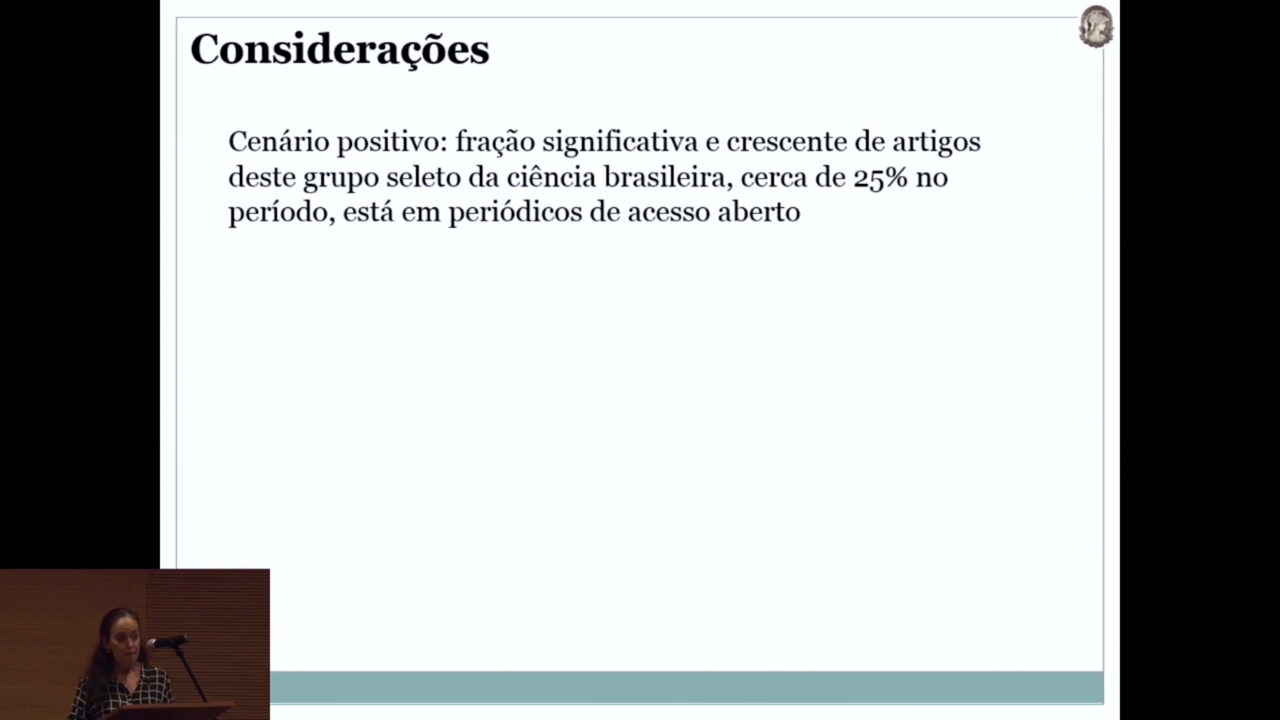 Considerações
Cenário positivo: fração significativa e crescente de artigos
deste grupo seleto da ciência brasileira, cerca de 25% no
período, está em periódicos de acesso aberto